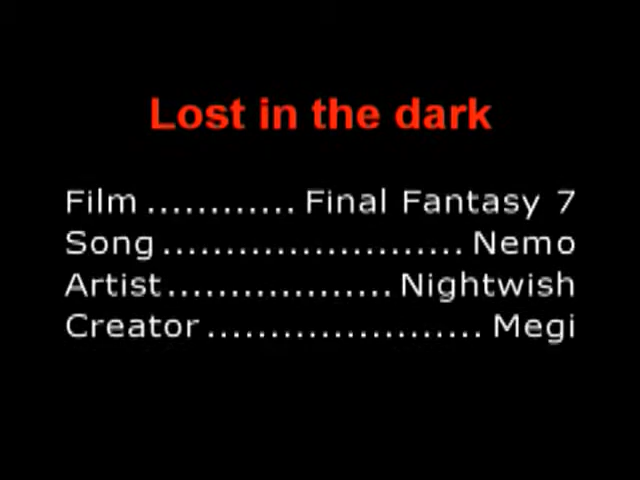 Lost in the dark
Film ............ Final Fantasy 7
Song ........................ Nemo
Artist .................. Nightwish
Creator ...................... Megi